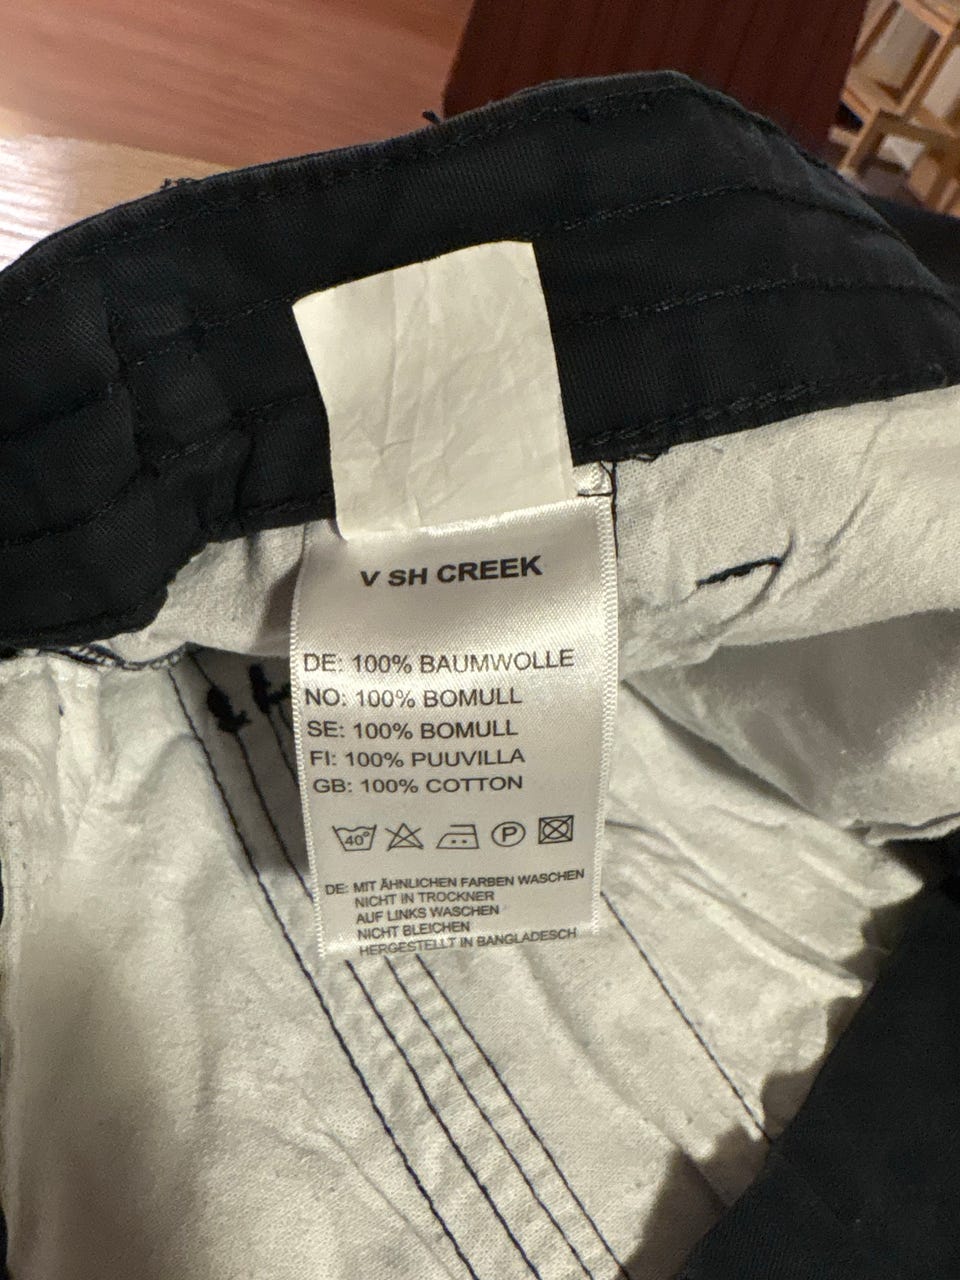 V SH CREEK
DE: 100% BAUMWOLLE
NO: 100% BOMULL
SE: 100% BOMULL
FI: 100% PUUVILLA
GB: 100% COTTON
40° P
DE: MIT ÄHNLICHEN FARBEN WASCHEN
NICHT IN TROCKNER
AUF LINKS WASCHEN
NICHT BLEICHEN
HERGESTELLT IN BANGLADESCH